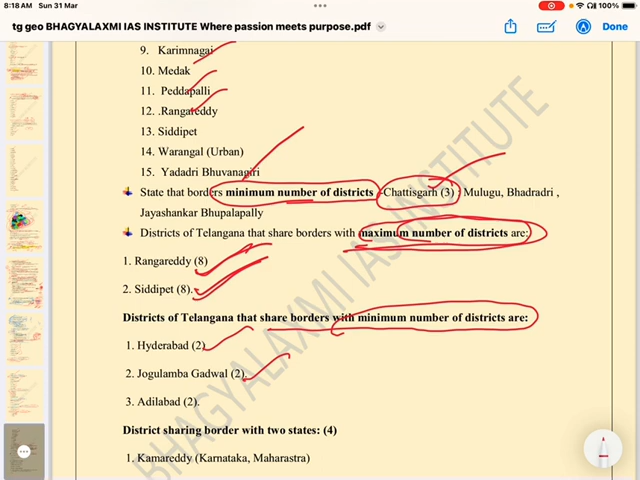 8:18 AM Sun 31 Mar
100%
tg geo BHAGYALAXMI IAS INSTITUTE Where passion meets purpose.pdf
Done
9. Karimnagai
10. Medak
11. Peddapalli
12. .Rangareddy
13. Siddipet
14. Warangal (Urban)
15. Yadadri Bhuvanagiri
State that borders minimum number of districts -Chattisgarh (3) Mulugu, Bhadradri ,
Jayashankar Bhupalapally
Districts of Telangana that share borders with maximum number of districts are:
1. Rangareddy (8)
2. Siddipet (8).
Districts of Telangana that share borders with minimum number of districts are:
1. Hyderabad (2)
2. Jogulamba Gadwal (2).
3. Adilabad (2).
District sharing border with two states: (4)
1. Kamareddy (Karnataka, Maharastra)
BHAGYALAXMI IAS INSTITUTE